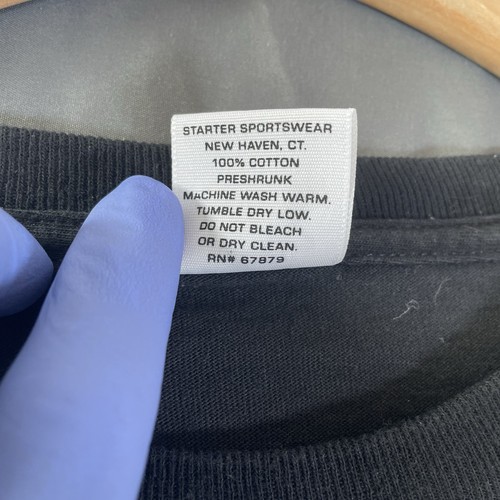 STARTER SPORTSWEAR
NEW HAVEN, CT.
100% COTTON
PRESHRUNK
MACHINE WASH WARM.
TUMBLE DRY LOW.
DO NOT BLEACH
OR DRY CLEAN.
RN# 67879